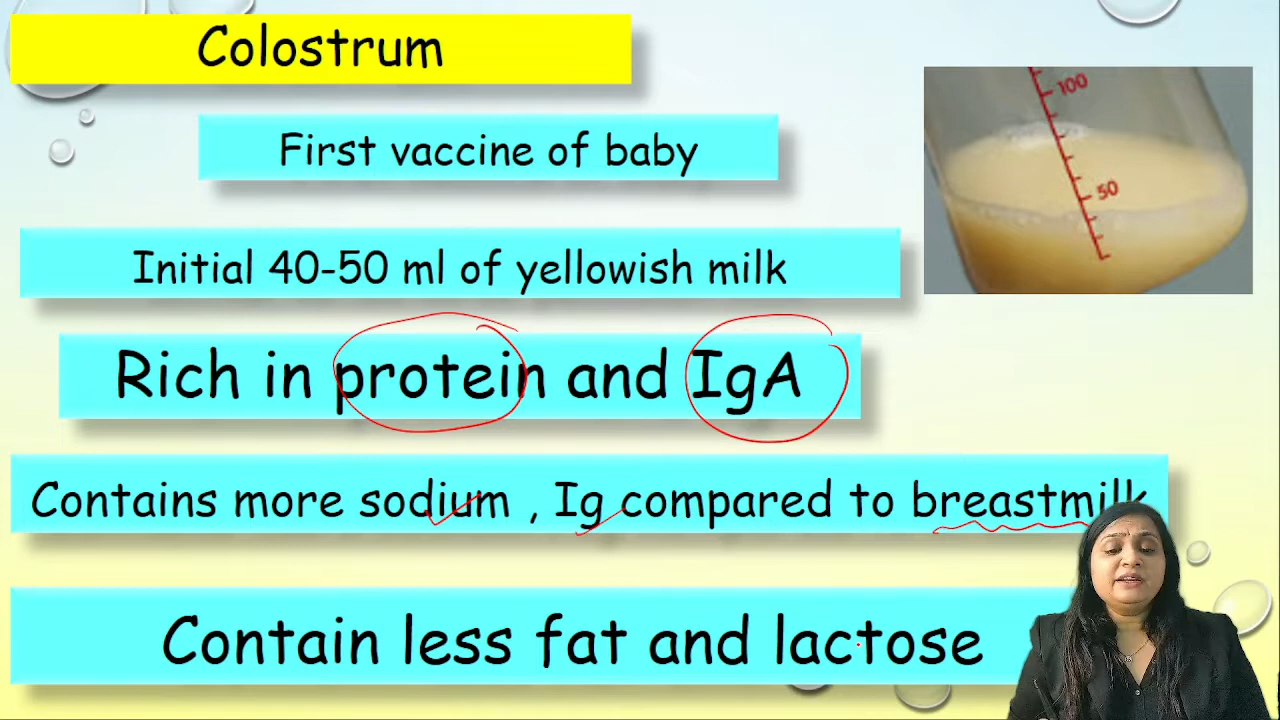 Colostrum
First vaccine of baby
100
50
Initial 40-50 ml of yellowish milk
Rich in protein and IgA
Contains more sodium , Ig compared to breastmilk
Contain less fat and lactose